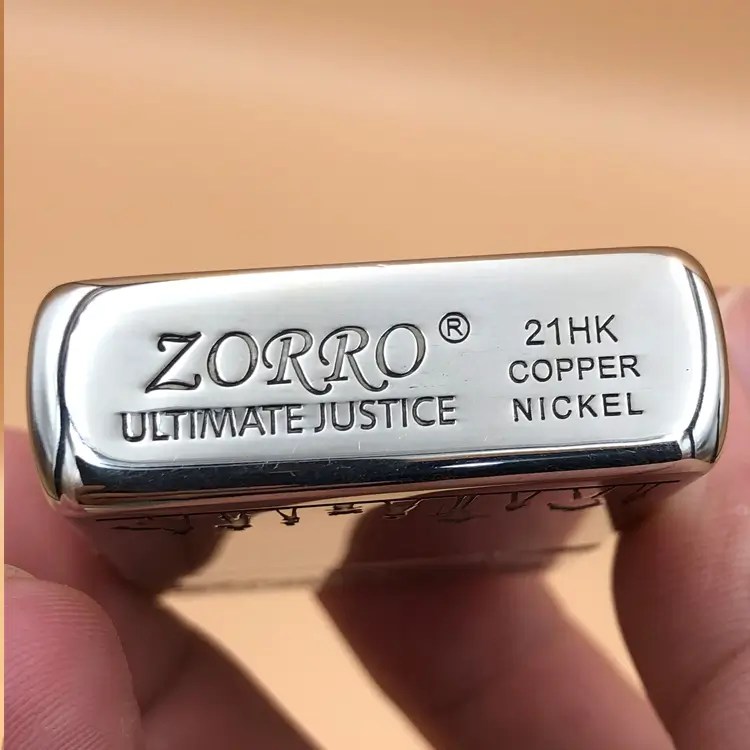 ZORRO®
ULTIMATE JUSTICE
21HK
COPPER
NICKEL